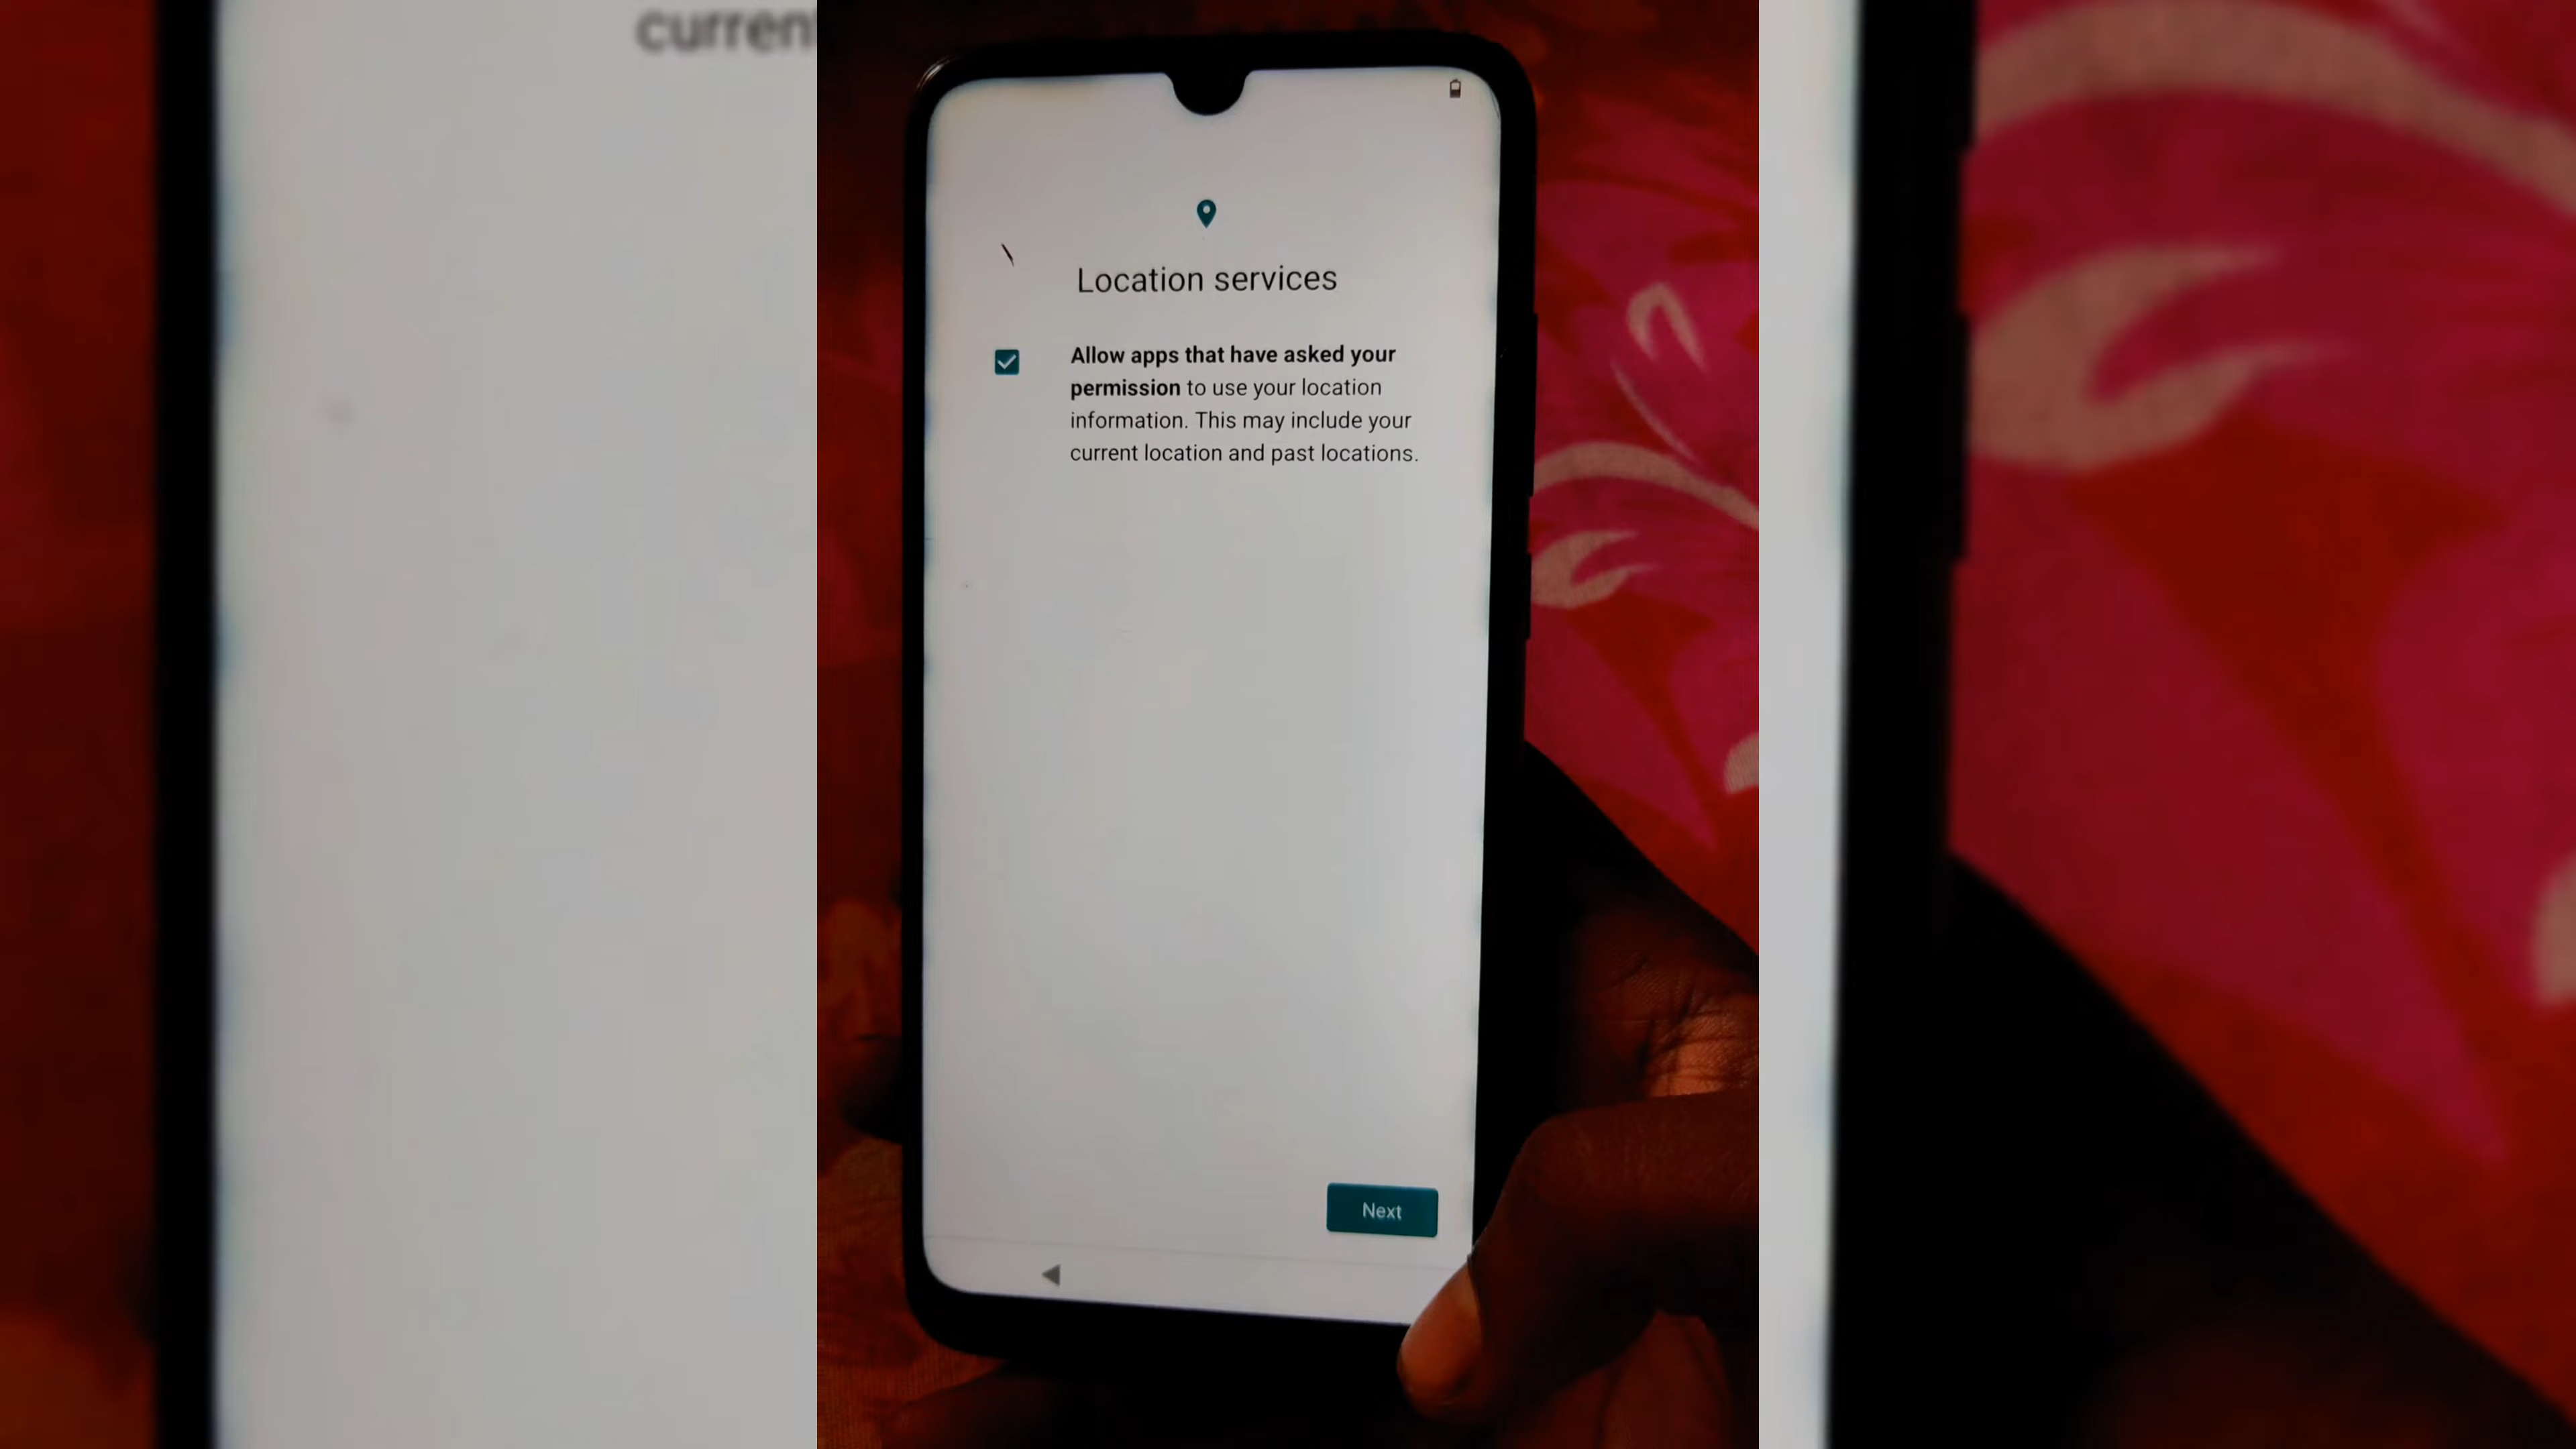 curren
Location services
Allow apps that have asked your
permission to use your location
information. This may include your
current location and past locations.
Next